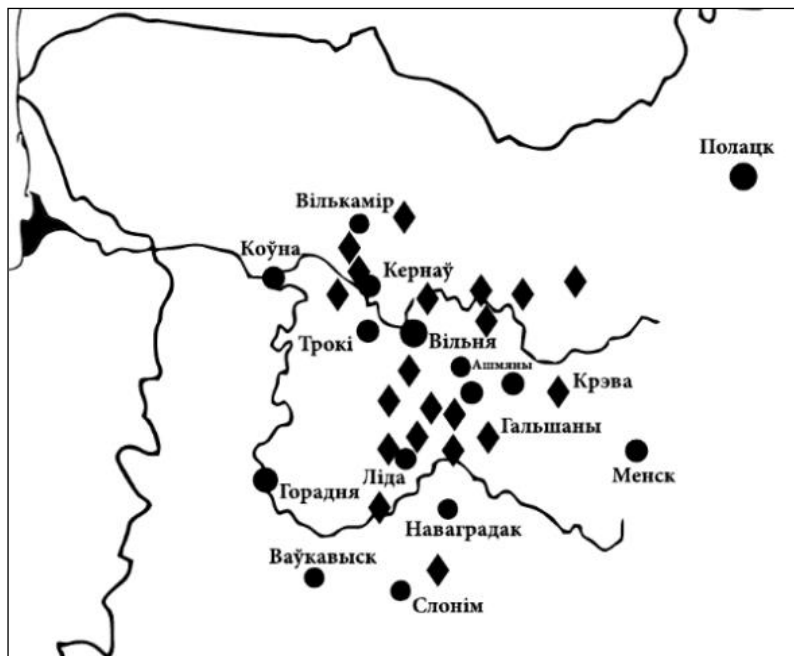 Полацк
Вількамір
Коўна
Кернаў
Трокі
Вільня
Ашмяны
Крэва
Гальшаны
Ліда
Менск
Горадня
Наваградак
Ваўкавыск
Слонім